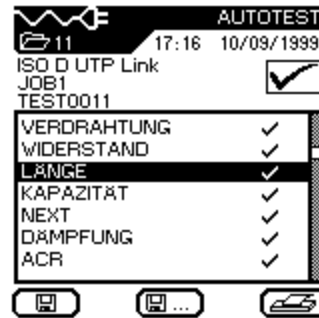 AUTOTEST
11 17:16 10/09/1999
ISO D UTP Link
JOB1
TEST0011
VERDRAHTUNG
WIDERSTAND
LÄNGE
KAPAZITÄT
NEXT
DÄMPFUNG
ACR
...